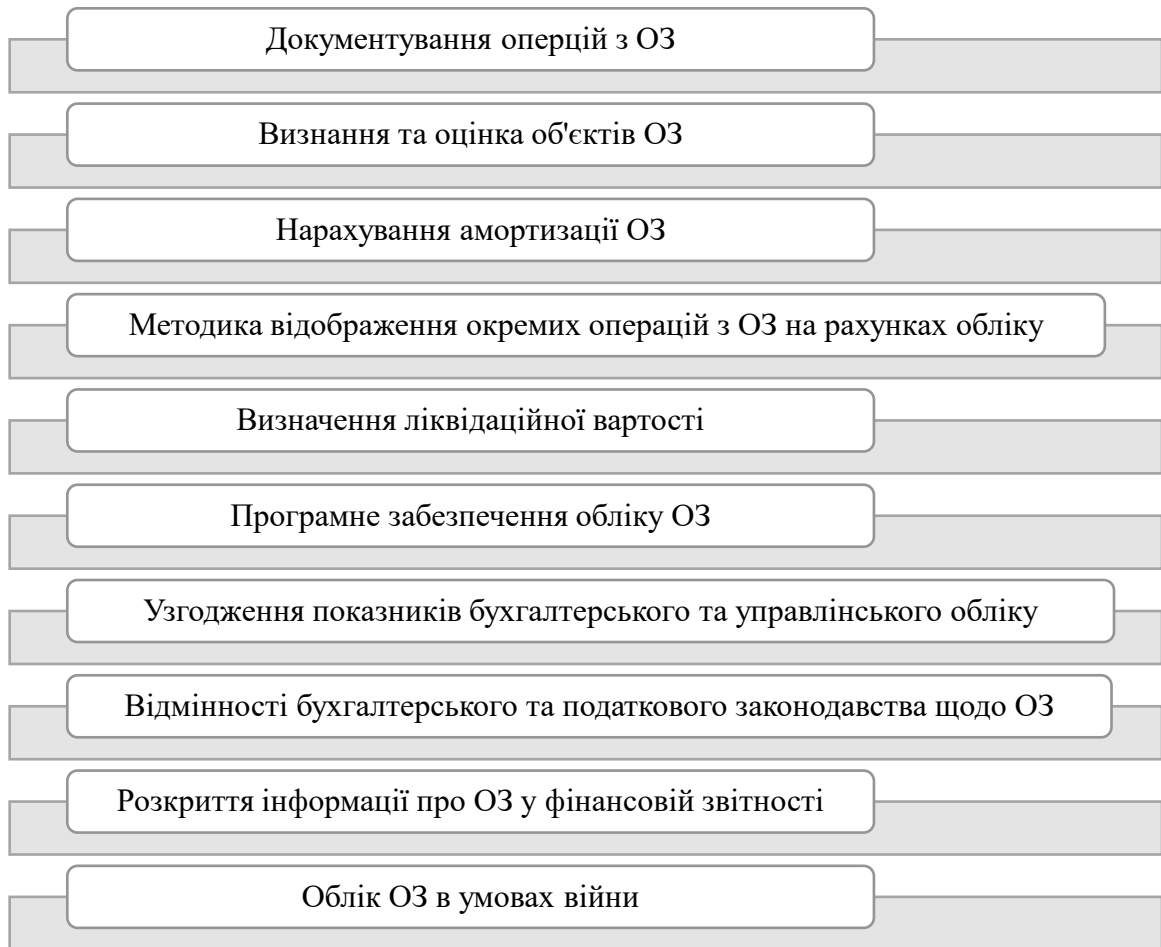 Документування оперцій з ОЗ
Визнання та оцінка об'єктів ОЗ
Нарахування амортизації ОЗ
Методика відображення окремих операцій з ОЗ на рахунках обліку
Визначення ліквідаційної вартості
Програмне забезпечення обліку ОЗ
Узгодження показників бухгалтерського та управлінського обліку
Відмінності бухгалтерського та податкового законодавства щодо ОЗ
Розкриття інформації про ОЗ у фінансовій звітності
Облік ОЗ в умовах війни